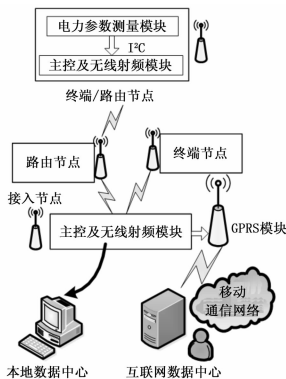 电力参数测量模块
I²C
主控及无线射频模块
终端/路由节点
路由节点
终端节点
接入节点
主控及无线射频模块
GPRS模块
移动
通信网络
本地数据中心
互联网数据中心